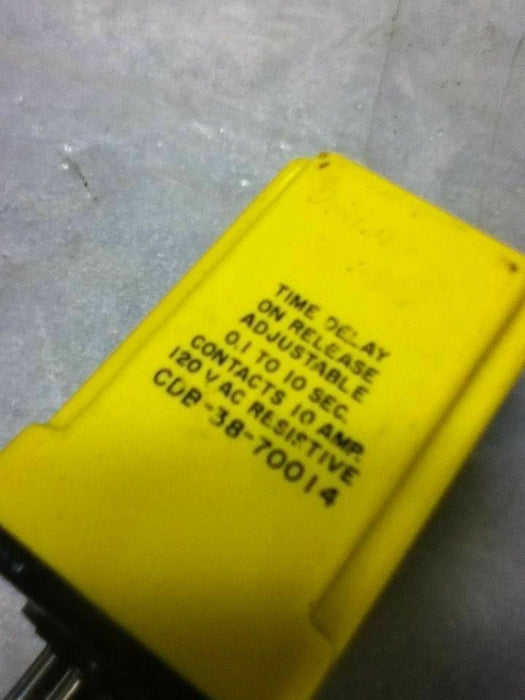 TIME DELAY
ON RELEASE
ADJUSTABLE
0.1 TO 10 SEC.
CONTACTS 10 AMP.
120 VAC RESISTIVE
CDB-38-70014